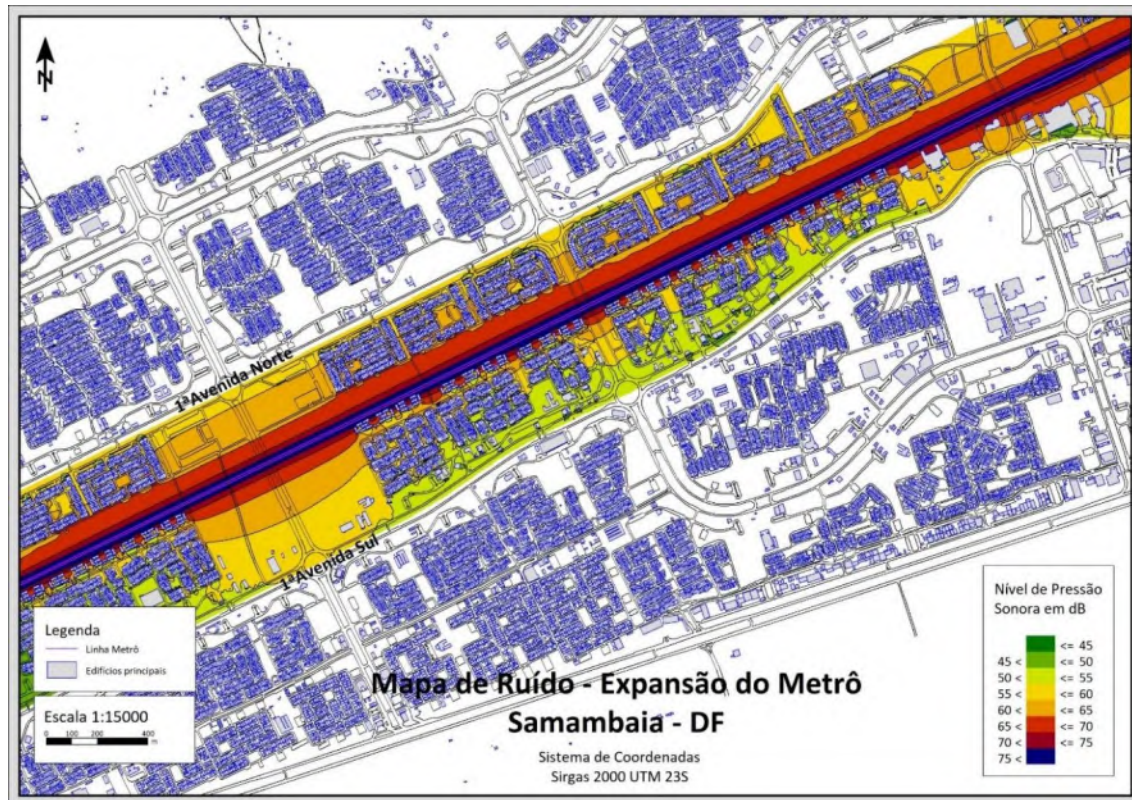 N
1ª Avenida Norte
1ª Avenida Sul
Legenda
Linha Metrô
Edifícios principais
Escala 1:15000
0 100 200 400
m
Mapa de Ruído - Expansão do Metrô
Samambaia - DF
Sistema de Coordenadas
Sirgas 2000 UTM 23S
Nível de Pressão
Sonora em dB
<= 45
45 < <= 50
50 < <= 55
55 < <= 60
60 < <= 65
65 < <= 70
70 < <= 75
75 <